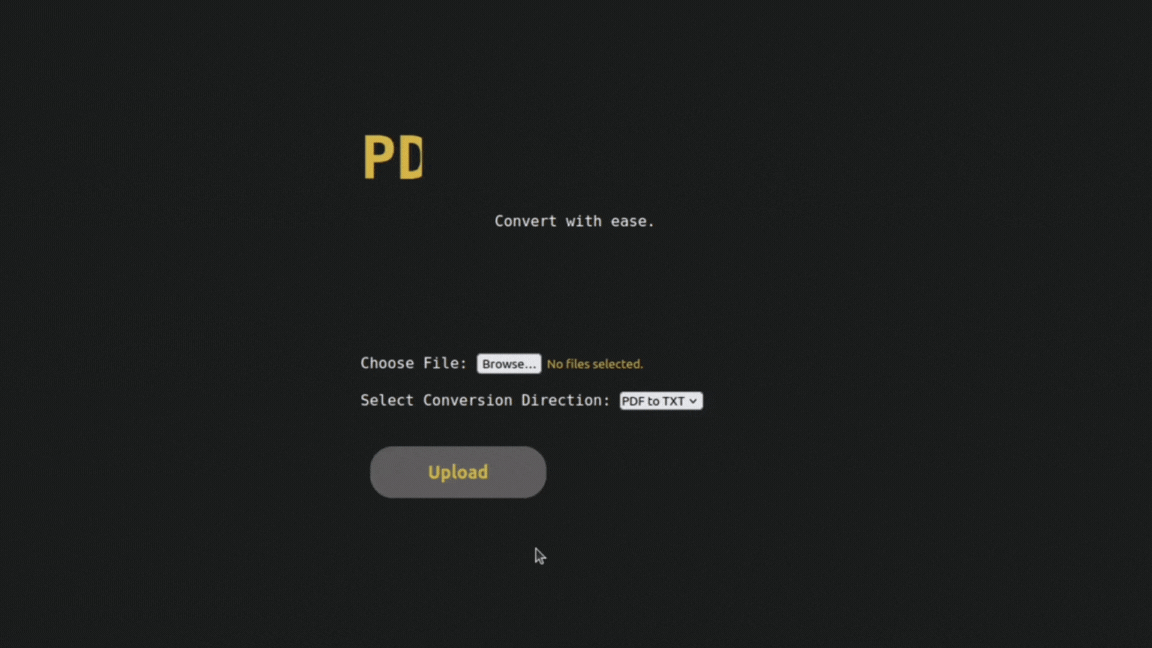 PD
Convert with ease.
Choose File: Browse... No files selected.
Select Conversion Direction: PDF to TXT
Upload